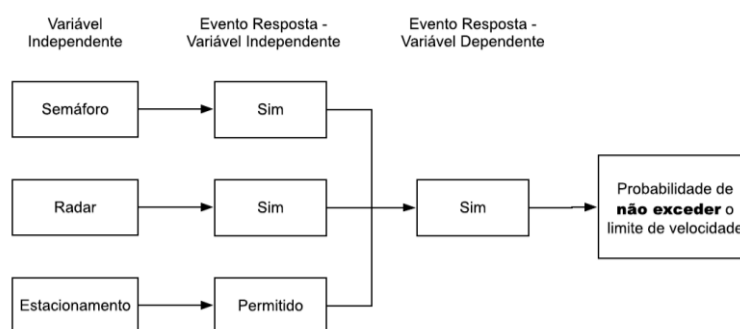 Variável
Independente
Evento Resposta -
Variável Independente
Evento Resposta -
Variável Dependente
Semáforo
Sim
Radar
Sim
Sim
Probabilidade de
não exceder o
limite de velocidade
Estacionamento
Permitido